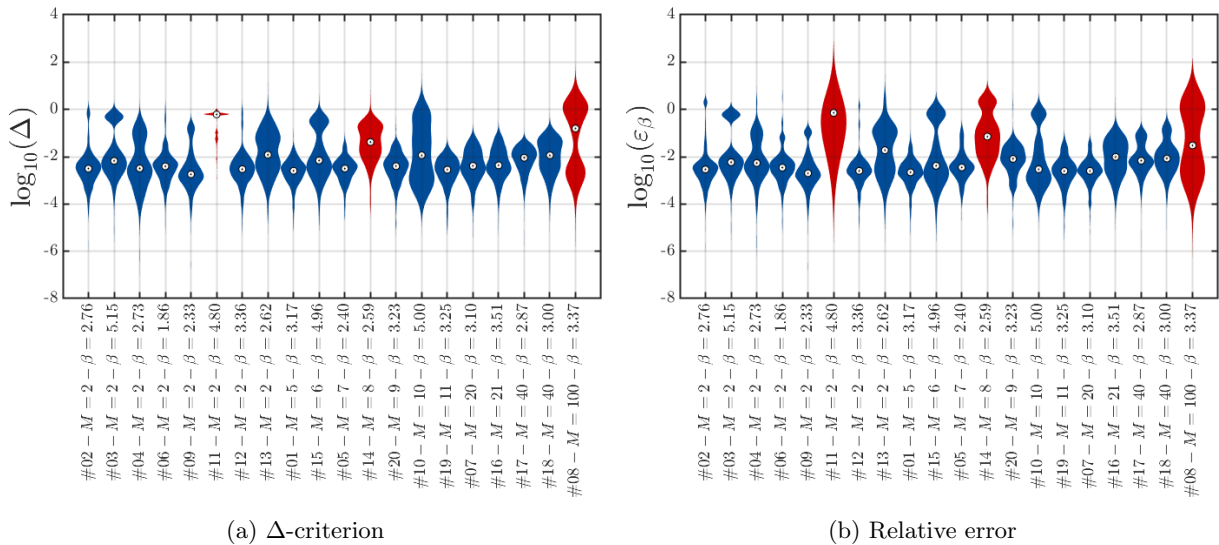 4
2
0
-2
-4
-6
-8
log₁₀(Δ)
#02 − M = 2 − β = 2.76
#03 − M = 2 − β = 5.15
#04 − M = 2 − β = 2.73
#06 − M = 2 − β = 1.86
#09 − M = 2 − β = 2.33
#11 − M = 2 − β = 4.80
#12 − M = 2 − β = 3.36
#13 − M = 2 − β = 2.62
#01 − M = 5 − β = 3.17
#15 − M = 6 − β = 4.96
#05 − M = 7 − β = 2.40
#14 − M = 8 − β = 2.59
#20 − M = 9 − β = 3.23
#10 − M = 10 − β = 5.00
#19 − M = 11 − β = 3.25
#07 − M = 20 − β = 3.10
#16 − M = 21 − β = 3.51
#17 − M = 40 − β = 2.87
#18 − M = 40 − β = 3.00
#08 − M = 100 − β = 3.37
(a) Δ-criterion
4
2
0
-2
-4
-6
-8
log₁₀(εᵦ)
#02 − M = 2 − β = 2.76
#03 − M = 2 − β = 5.15
#04 − M = 2 − β = 2.73
#06 − M = 2 − β = 1.86
#09 − M = 2 − β = 2.33
#11 − M = 2 − β = 4.80
#12 − M = 2 − β = 3.36
#13 − M = 2 − β = 2.62
#01 − M = 5 − β = 3.17
#15 − M = 6 − β = 4.96
#05 − M = 7 − β = 2.40
#14 − M = 8 − β = 2.59
#20 − M = 9 − β = 3.23
#10 − M = 10 − β = 5.00
#19 − M = 11 − β = 3.25
#07 − M = 20 − β = 3.10
#16 − M = 21 − β = 3.51
#17 − M = 40 − β = 2.87
#18 − M = 40 − β = 3.00
#08 − M = 100 − β = 3.37
(b) Relative error